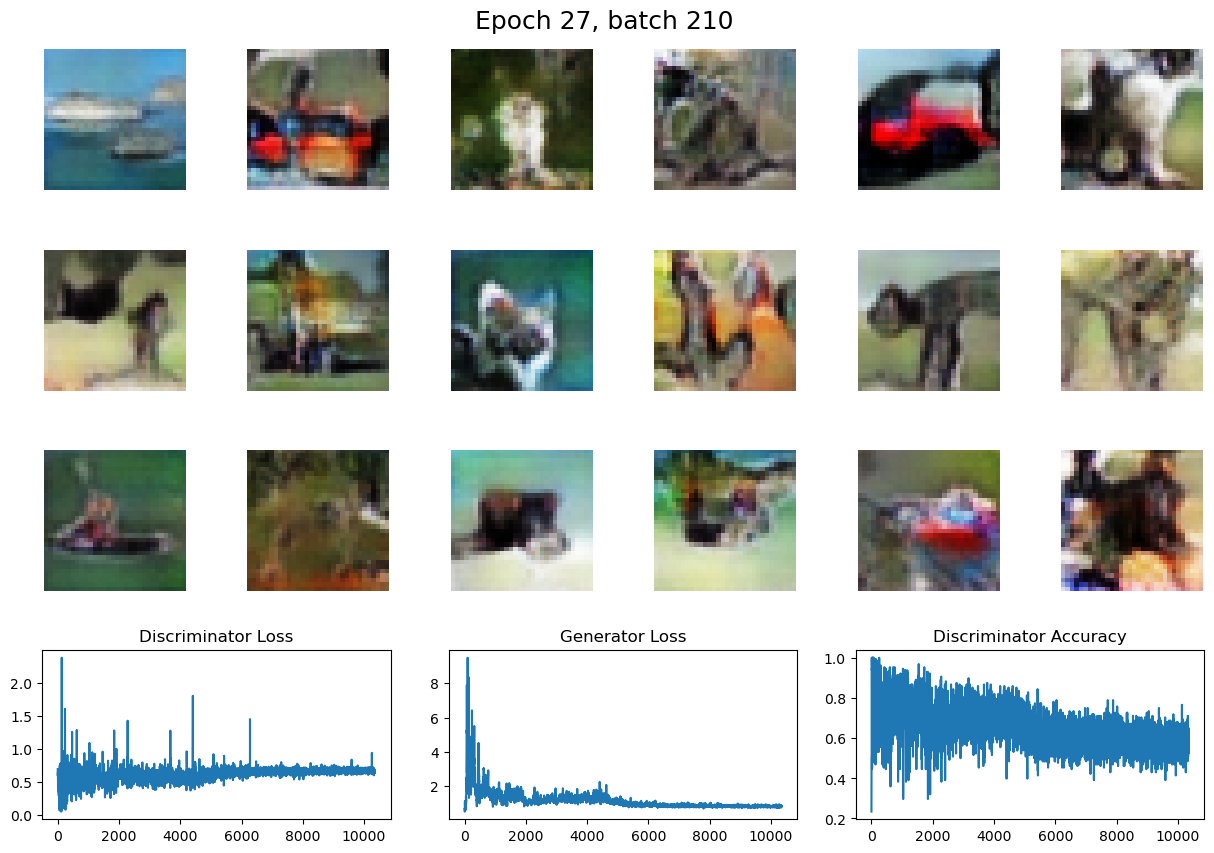 Epoch 27, batch 210
Discriminator Loss
Generator Loss
Discriminator Accuracy
2.0
1.5
1.0
0.5
0.0
0 2000 4000 6000 8000 10000
8
6
4
2
0 2000 4000 6000 8000 10000
1.0
0.8
0.6
0.4
0.2
0 2000 4000 6000 8000 10000